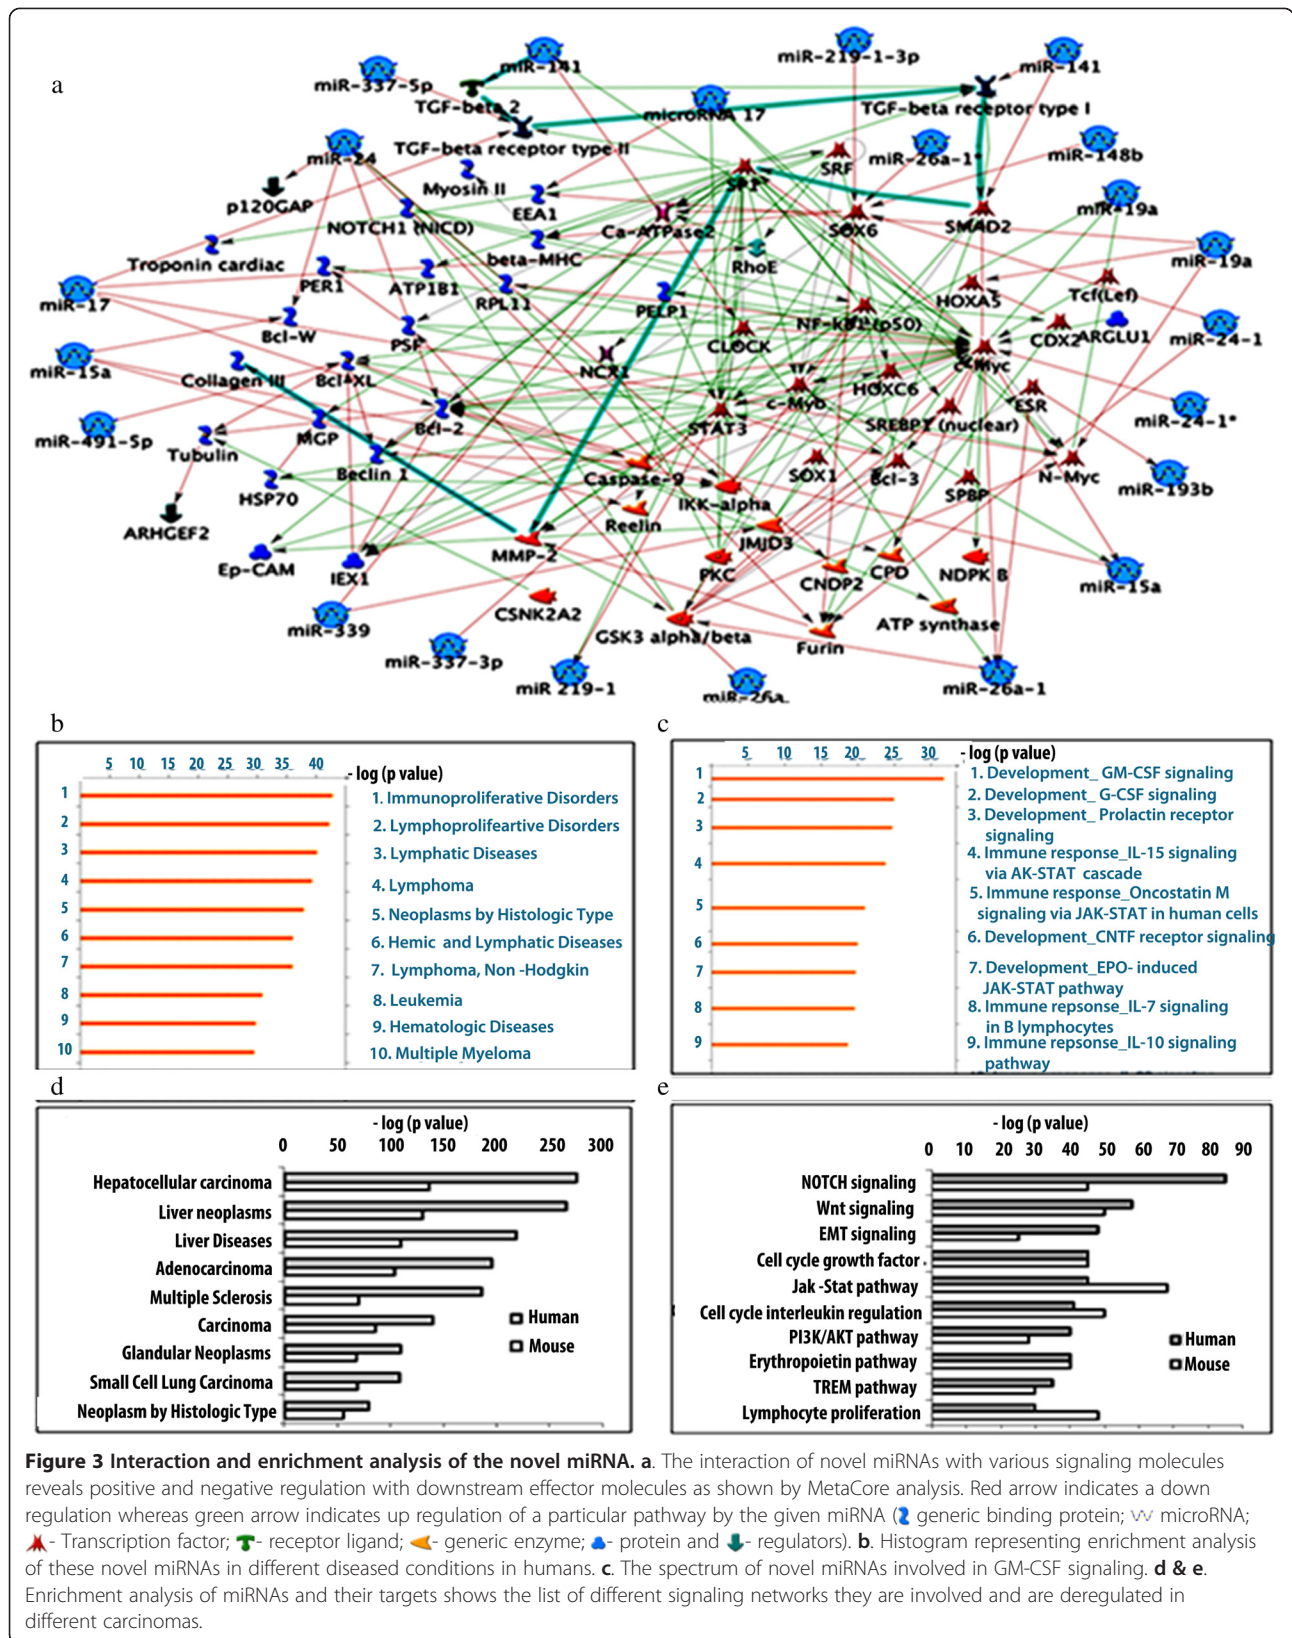 a
miR-141
miR-219-1-3p
miR-141
miR-337-5p
TGF-beta 2
TGF-beta receptor type I
microRNA 17
TGF-beta receptor type II
miR-24
SRF
miR-26a-1*
miR-148b
Myosin II
SP1
p120GAP
EEA1
miR-19a
NOTCH1 (NICD)
Ca-ATPase2
SOX6
SMAD2
Troponin cardiac
beta-MHC
RhoE
miR-19a
PER1
ATP1B1
RPL11
HOXA5
Tcf(Lef)
miR-17
PELP1
NF-kB1 (p50)
Bcl-W
PSF
CLOCK
CDX2
ARGLU1
miR-24-1
miR-15a
Collagen III
Bcl-XL
NCX1
c-Myc
HOXC6
c-Myb
ESR
miR-491-5p
MGP
Bcl-2
STAT3
SREBP1 (nuclear)
miR-24-1*
Tubulin
Beclin 1
Caspase-9
SOX1
Bcl-3
N-Myc
HSP70
IKK-alpha
SPBP
miR-193b
ARHGEF2
Reelin
JMJD3
Ep-CAM
MMP-2
IEX1
PKC
CNDP2
CPD
NDPK B
miR-15a
miR-339
CSNK2A2
GSK3 alpha/beta
ATP synthase
Furin
miR-337-3p
miR 219-1
miR-26a
miR-26a-1
b
5 10 15 20 25 30 35 40
- log (p value)
1
2
3
4
5
6
7
8
9
10
1. Immunoproliferative Disorders
2. Lymphoprolifeartive Disorders
3. Lymphatic Diseases
4. Lymphoma
5. Neoplasms by Histologic Type
6. Hemic and Lymphatic Diseases
7. Lymphoma, Non -Hodgkin
8. Leukemia
9. Hematologic Diseases
10. Multiple Myeloma
c
5 10 15 20 25 30
- log (p value)
1
2
3
4
5
6
7
8
9
1. Development_ GM-CSF signaling
2. Development_ G-CSF signaling
3. Development_ Prolactin receptor
signaling
4. Immune response_IL-15 signaling
via AK-STAT cascade
5. Immune response_Oncostatin M
signaling via JAK-STAT in human cells
6. Development_CNTF receptor signaling
7. Development_EPO- induced
JAK-STAT pathway
8. Immune repsonse_IL-7 signaling
in B lymphocytes
9. Immune repsonse_IL-10 signaling
pathway
d
- log (p value)
0 50 100 150 200 250 300
Hepatocellular carcinoma
Liver neoplasms
Liver Diseases
Adenocarcinoma
Multiple Sclerosis
Carcinoma
Glandular Neoplasms
Small Cell Lung Carcinoma
Neoplasm by Histologic Type
Human
Mouse
e
- log (p value)
0 10 20 30 40 50 60 70 80 90
NOTCH signaling
Wnt signaling
EMT signaling
Cell cycle growth factor .
Jak -Stat pathway
Cell cycle interleukin regulation
PI3K/AKT pathway
Erythropoietin pathway
TREM pathway
Lymphocyte proliferation
Human
Mouse
Figure 3 Interaction and enrichment analysis of the novel miRNA. a. The interaction of novel miRNAs with various signaling molecules
reveals positive and negative regulation with downstream effector molecules as shown by MetaCore analysis. Red arrow indicates a down
regulation whereas green arrow indicates up regulation of a particular pathway by the given miRNA ( generic binding protein; microRNA;
- Transcription factor; - receptor ligand; - generic enzyme; - protein and - regulators). b. Histogram representing enrichment analysis
of these novel miRNAs in different diseased conditions in humans. c. The spectrum of novel miRNAs involved in GM-CSF signaling. d & e.
Enrichment analysis of miRNAs and their targets shows the list of different signaling networks they are involved and are deregulated in
different carcinomas.